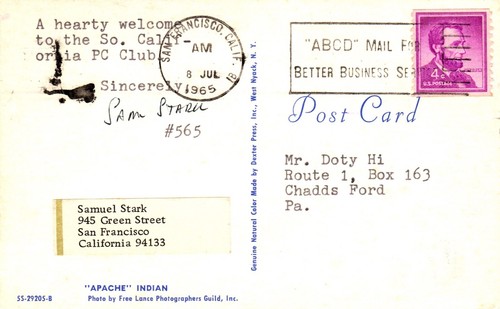 A hearty welcome
to the So. Calif-
ornia PC Club.
Sincerely,
Sam Stark
#565
SAN FRANCISCO, CALIF.
AM
8 JUL
1965
"ABCD" MAIL FOR
BETTER BUSINESS SER
4¢
U.S. POSTAGE
Post Card
Mr. Doty Hi
Route 1, Box 163
Chadds Ford
Pa.
Genuine Natural Color Made by Dexter Press, Inc., West Nyack, N. Y.
Samuel Stark
945 Green Street
San Francisco
California 94133
"APACHE" INDIAN
SS-29205-B
Photo by Free Lance Photographers Guild, Inc.